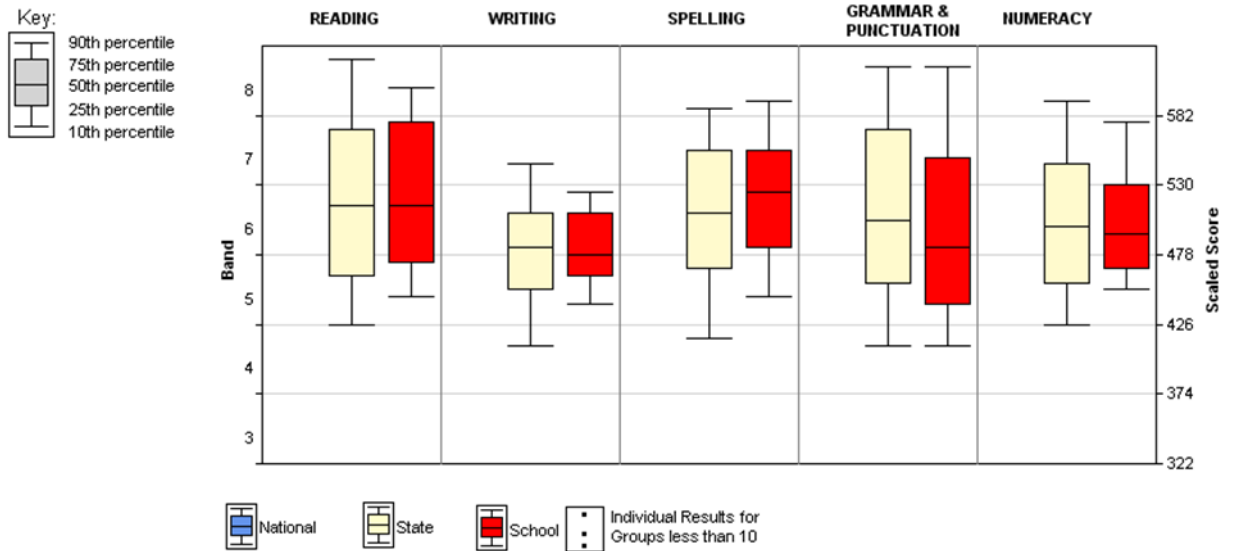 Key:
90th percentile
75th percentile
50th percentile
25th percentile
10th percentile
READING
WRITING
SPELLING
GRAMMAR &
PUNCTUATION
NUMERACY
Band
8
7
6
5
4
3
582
530
478
426
374
322
Scaled Score
National
State
School
Individual Results for
Groups less than 10